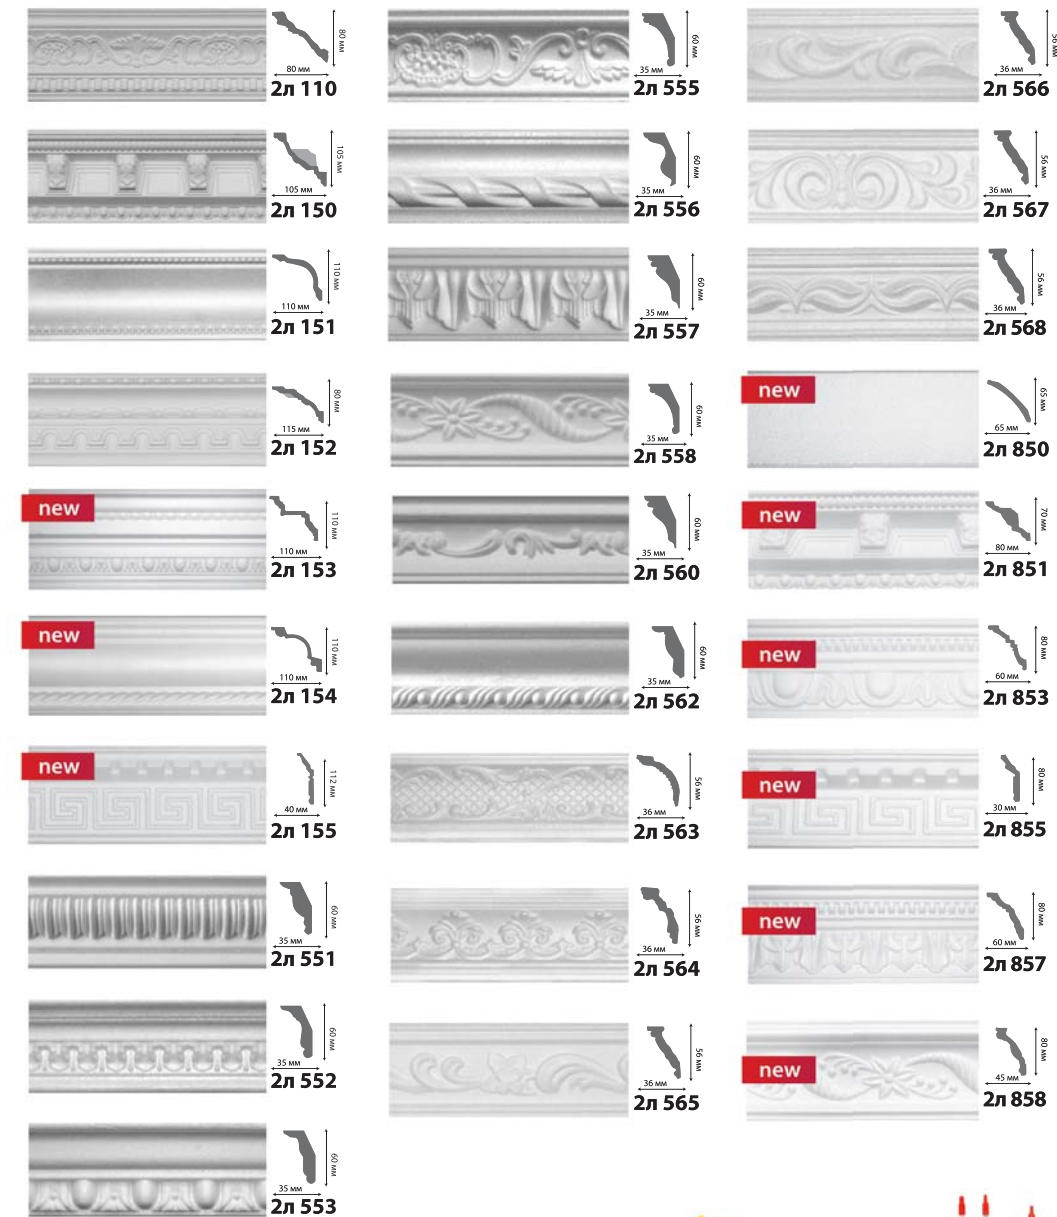 80 мм
80 мм
2л 110
105 мм
105 мм
2л 150
110 мм
110 мм
2л 151
80 мм
115 мм
2л 152
new
110 мм
110 мм
2л 153
new
110 мм
110 мм
2л 154
new
112 мм
40 мм
2л 155
60 мм
35 мм
2л 551
60 мм
35 мм
2л 552
60 мм
35 мм
2л 553
60 мм
35 мм
2л 555
60 мм
35 мм
2л 556
60 мм
35 мм
2л 557
60 мм
35 мм
2л 558
60 мм
35 мм
2л 560
60 мм
35 мм
2л 562
56 мм
36 мм
2л 563
56 мм
36 мм
2л 564
56 мм
36 мм
2л 565
56 мм
36 мм
2л 566
56 мм
36 мм
2л 567
56 мм
36 мм
2л 568
new
65 мм
65 мм
2л 850
new
70 мм
80 мм
2л 851
new
80 мм
60 мм
2л 853
new
80 мм
30 мм
2л 855
new
80 мм
60 мм
2л 857
new
80 мм
45 мм
2л 858